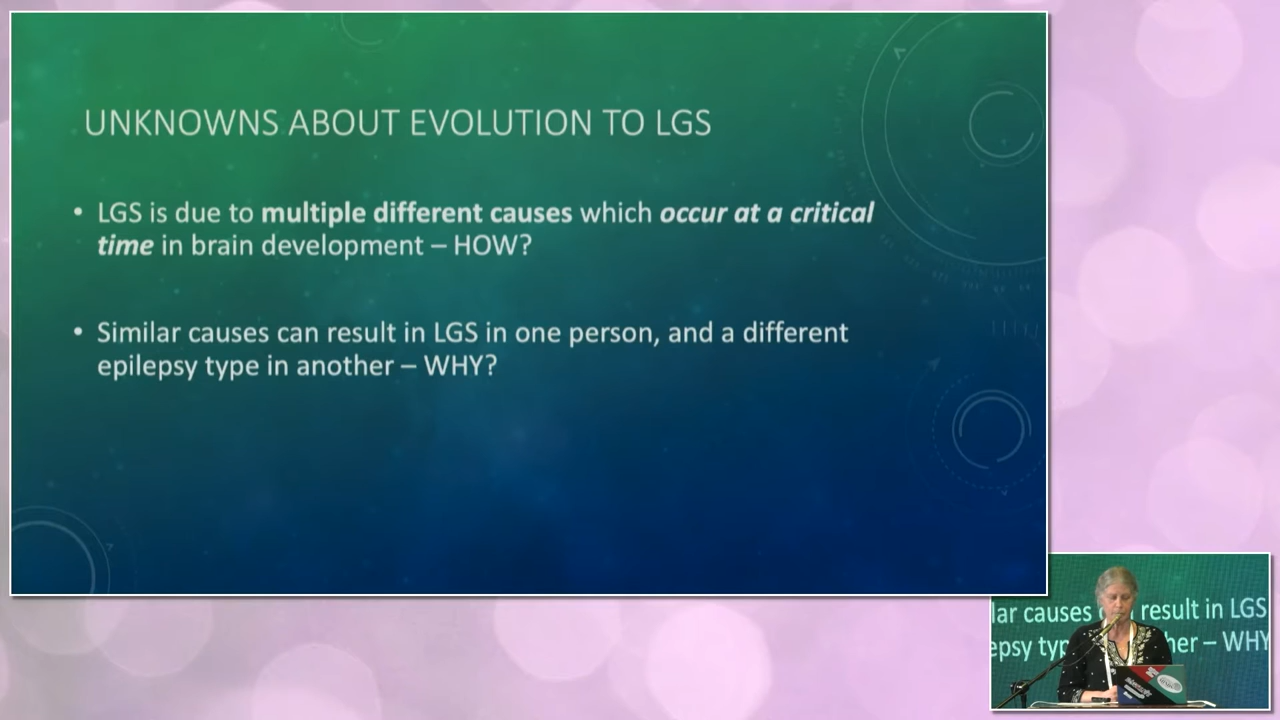 UNKNOWNS ABOUT EVOLUTION TO LGS
• LGS is due to multiple different causes which occur at a critical
time in brain development – HOW?
• Similar causes can result in LGS in one person, and a different
epilepsy type in another – WHY?
lar causes result in LGS
epsy typ her – WHY